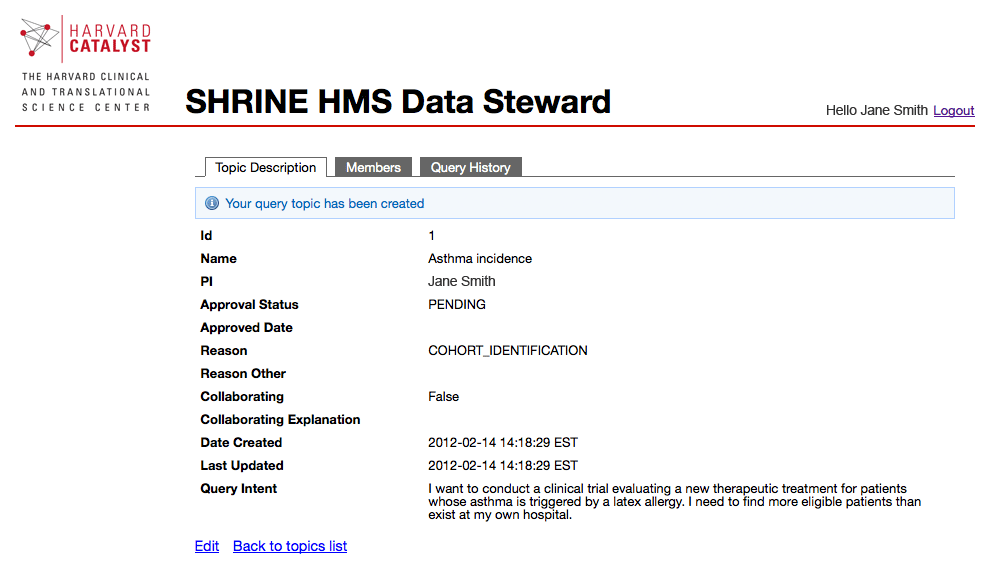 HARVARD
CATALYST
THE HARVARD CLINICAL
AND TRANSLATIONAL
SCIENCE CENTER
SHRINE HMS Data Steward
Hello Jane Smith Logout
Topic Description Members Query History
Your query topic has been created
Id 1
Name Asthma incidence
PI Jane Smith
Approval Status PENDING
Approved Date
Reason COHORT_IDENTIFICATION
Reason Other
Collaborating False
Collaborating Explanation
Date Created 2012-02-14 14:18:29 EST
Last Updated 2012-02-14 14:18:29 EST
Query Intent I want to conduct a clinical trial evaluating a new therapeutic treatment for patients
whose asthma is triggered by a latex allergy. I need to find more eligible patients than
exist at my own hospital.
Edit Back to topics list